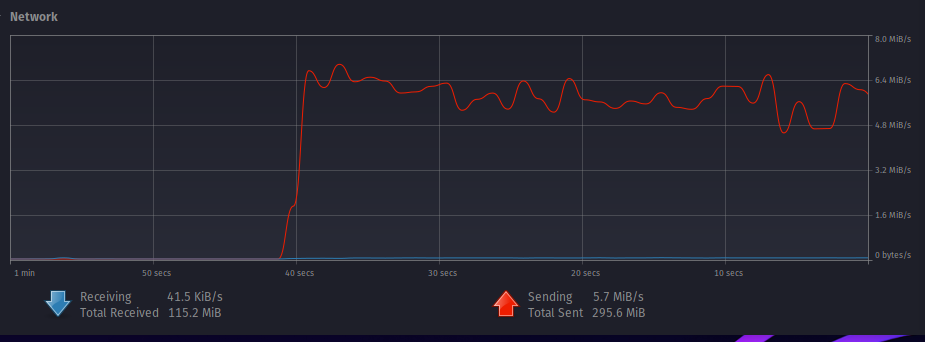 Network
8.0 MiB/s
6.4 MiB/s
4.8 MiB/s
3.2 MiB/s
1.6 MiB/s
0 bytes/s
1 min 50 secs 40 secs 30 secs 20 secs 10 secs
Receiving 41.5 KiB/s Sending 5.7 MiB/s
Total Received 115.2 MiB Total Sent 295.6 MiB